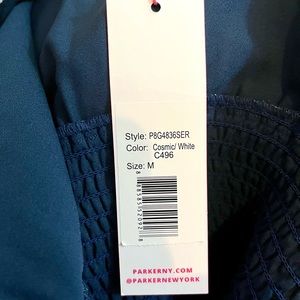 Style: P8G4836SER
Color: Cosmic/ White
C496
Size: M
PARKERNY.COM
@PARKERNEWYORK